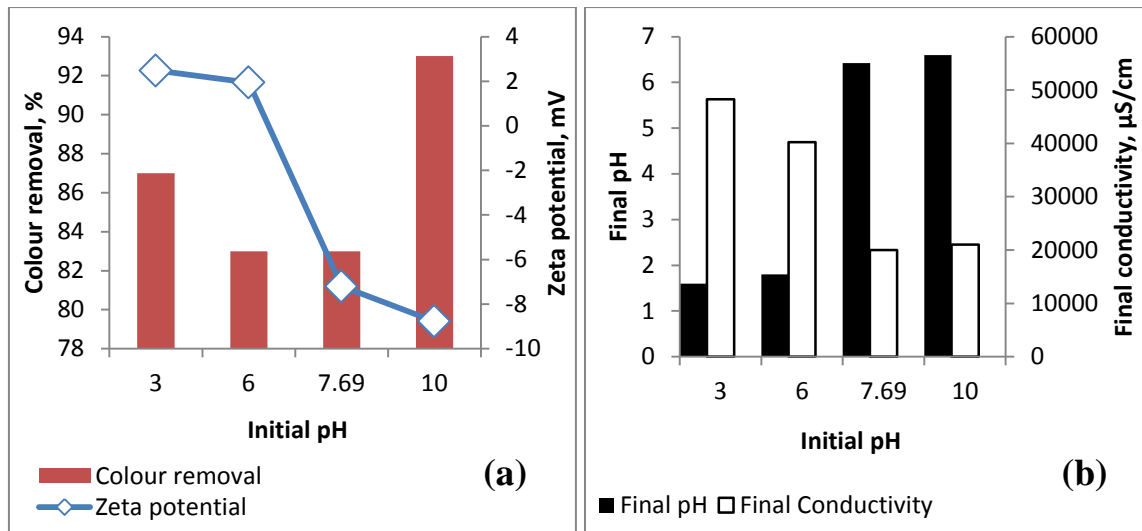 94
92
90
88
86
84
82
80
78
Colour removal, %
4
2
0
-2
-4
-6
-8
-10
Zeta potential, mV
3 6 7.69 10
Initial pH
Colour removal
Zeta potential
(a)
7
6
5
4
3
2
1
0
Final pH
60000
50000
40000
30000
20000
10000
0
Final conductivity, µS/cm
3 6 7.69 10
Initial pH
Final pH Final Conductivity
(b)